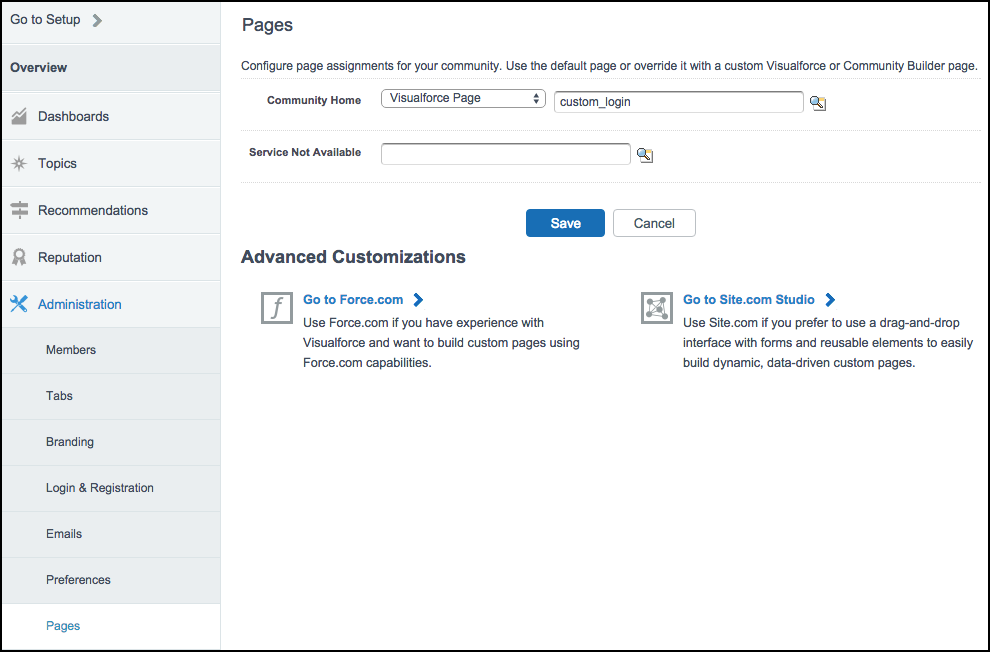 Go to Setup
Overview
Dashboards
Topics
Recommendations
Reputation
Administration
Members
Tabs
Branding
Login & Registration
Emails
Preferences
Pages
Pages
Configure page assignments for your community. Use the default page or override it with a custom Visualforce or Community Builder page.
Community Home Visualforce Page custom_login
Service Not Available
Save Cancel
Advanced Customizations
Go to Force.com
Use Force.com if you have experience with
Visualforce and want to build custom pages using
Force.com capabilities.
Go to Site.com Studio
Use Site.com if you prefer to use a drag-and-drop
interface with forms and reusable elements to easily
build dynamic, data-driven custom pages.